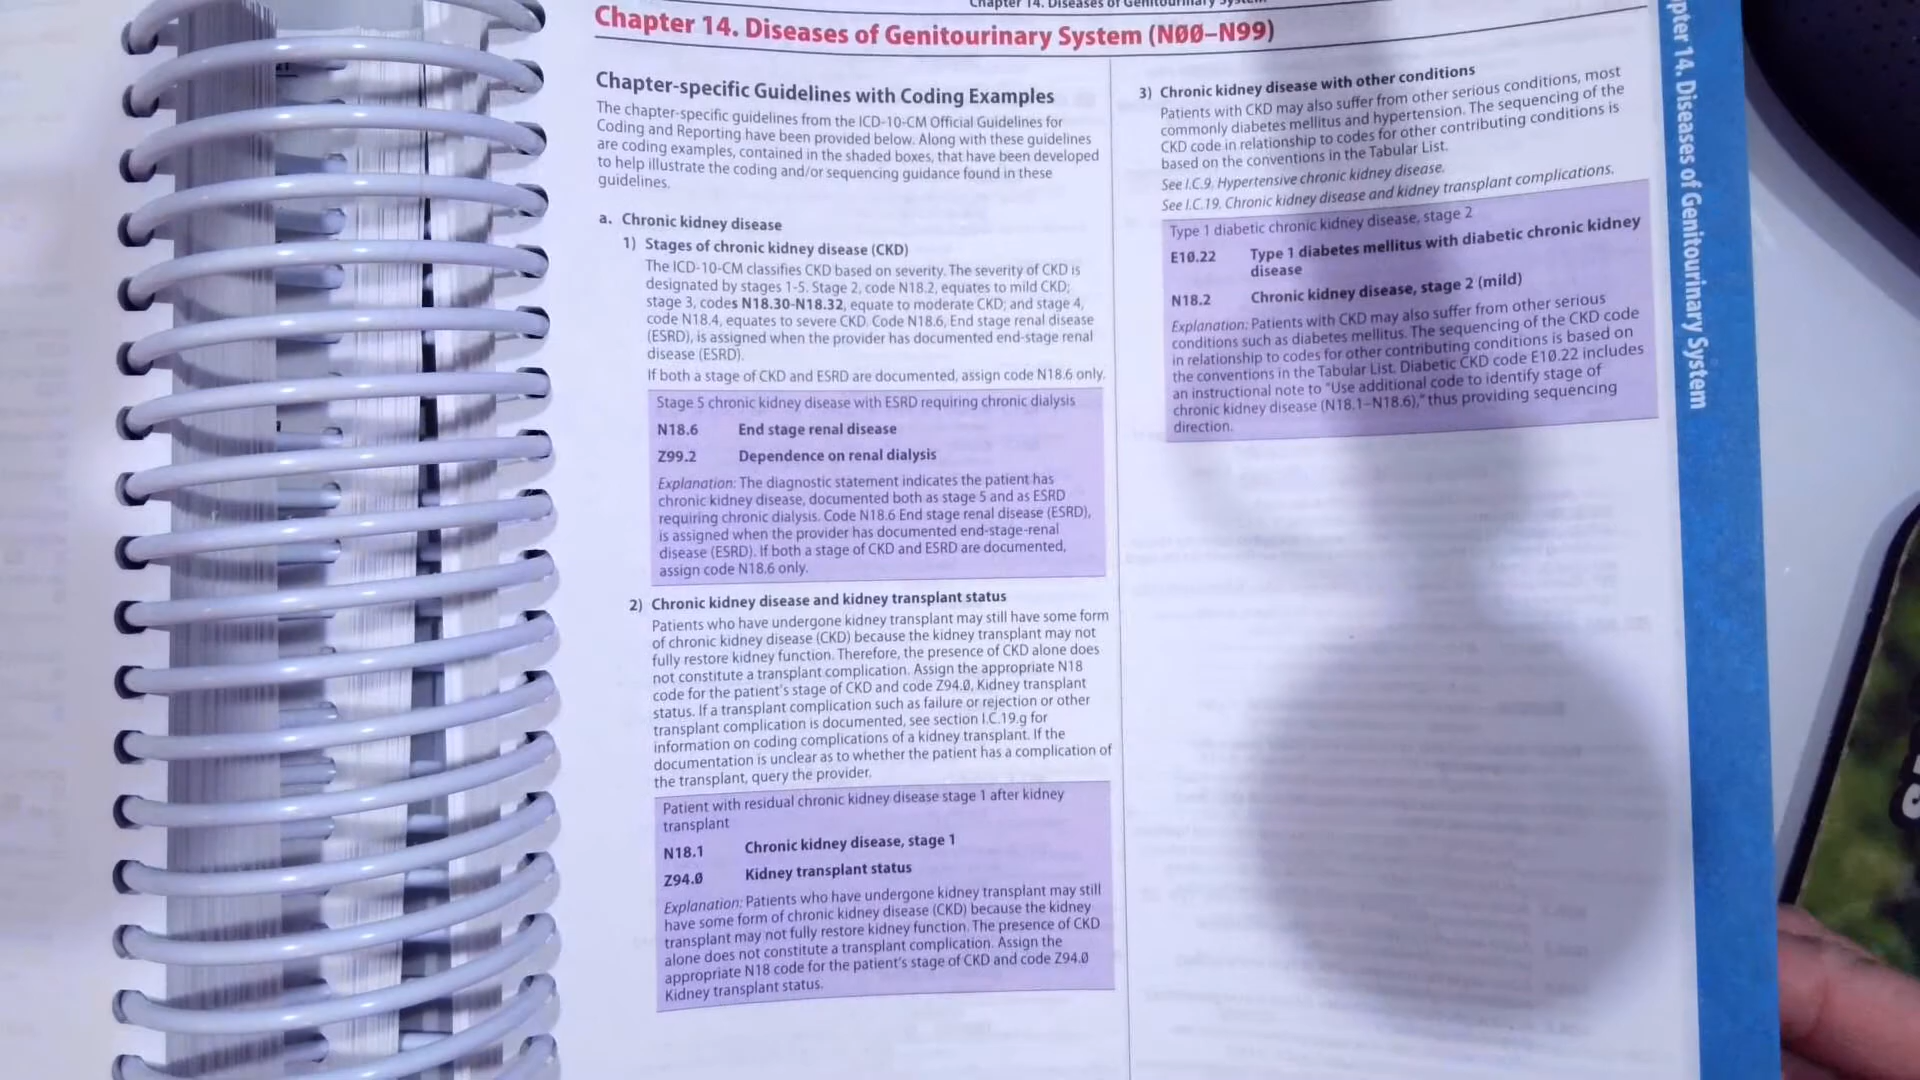 Chapter 14. Diseases of Genitourinary System
Chapter 14. Diseases of Genitourinary System (NØØ–N99)
Chapter-specific Guidelines with Coding Examples
The chapter-specific guidelines from the ICD-10-CM Official Guidelines for
Coding and Reporting have been provided below. Along with these guidelines
are coding examples, contained in the shaded boxes, that have been developed
to help illustrate the coding and/or sequencing guidance found in these
guidelines.
a. Chronic kidney disease
1) Stages of chronic kidney disease (CKD)
The ICD-10-CM classifies CKD based on severity. The severity of CKD is
designated by stages 1-5. Stage 2, code N18.2, equates to mild CKD;
stage 3, codes N18.30-N18.32, equate to moderate CKD; and stage 4,
code N18.4, equates to severe CKD. Code N18.6, End stage renal disease
(ESRD), is assigned when the provider has documented end-stage renal
disease (ESRD).
If both a stage of CKD and ESRD are documented, assign code N18.6 only.
Stage 5 chronic kidney disease with ESRD requiring chronic dialysis
N18.6 End stage renal disease
Z99.2 Dependence on renal dialysis
Explanation: The diagnostic statement indicates the patient has
chronic kidney disease, documented both as stage 5 and as ESRD
requiring chronic dialysis. Code N18.6 End stage renal disease (ESRD),
is assigned when the provider has documented end-stage-renal
disease (ESRD). If both a stage of CKD and ESRD are documented,
assign code N18.6 only.
2) Chronic kidney disease and kidney transplant status
Patients who have undergone kidney transplant may still have some form
of chronic kidney disease (CKD) because the kidney transplant may not
fully restore kidney function. Therefore, the presence of CKD alone does
not constitute a transplant complication. Assign the appropriate N18
code for the patient's stage of CKD and code Z94.Ø, Kidney transplant
status. If a transplant complication such as failure or rejection or other
transplant complication is documented, see section I.C.19.g for
information on coding complications of a kidney transplant. If the
documentation is unclear as to whether the patient has a complication of
the transplant, query the provider.
Patient with residual chronic kidney disease stage 1 after kidney
transplant
N18.1 Chronic kidney disease, stage 1
Z94.Ø Kidney transplant status
Explanation: Patients who have undergone kidney transplant may still
have some form of chronic kidney disease (CKD) because the kidney
transplant may not fully restore kidney function. The presence of CKD
alone does not constitute a transplant complication. Assign the
appropriate N18 code for the patient's stage of CKD and code Z94.Ø
Kidney transplant status.
3) Chronic kidney disease with other conditions
Patients with CKD may also suffer from other serious conditions, most
commonly diabetes mellitus and hypertension. The sequencing of the
CKD code in relationship to codes for other contributing conditions is
based on the conventions in the Tabular List.
See I.C.9. Hypertensive chronic kidney disease.
See I.C.19. Chronic kidney disease and kidney transplant complications.
Type 1 diabetic chronic kidney disease, stage 2
E1Ø.22 Type 1 diabetes mellitus with diabetic chronic kidney
disease
N18.2 Chronic kidney disease, stage 2 (mild)
Explanation: Patients with CKD may also suffer from other serious
conditions such as diabetes mellitus. The sequencing of the CKD code
in relationship to codes for other contributing conditions is based on
the conventions in the Tabular List. Diabetic CKD code E1Ø.22 includes
an instructional note to "Use additional code to identify stage of
chronic kidney disease (N18.1–N18.6)," thus providing sequencing
direction.
pter 14. Diseases of Genitourinary System